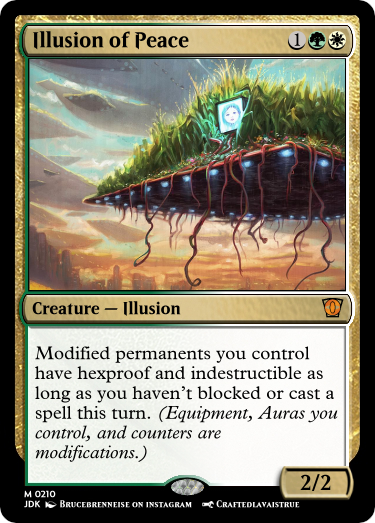 Illusion of Peace 1
Creature — Illusion
Modified permanents you control
have hexproof and indestructible as
long as you haven't blocked or cast a
spell this turn. (Equipment, Auras you
control, and counters are
modifications.)
2/2
M 0210
JDK Brucebrenneise on instagram Craftedlavaistrue